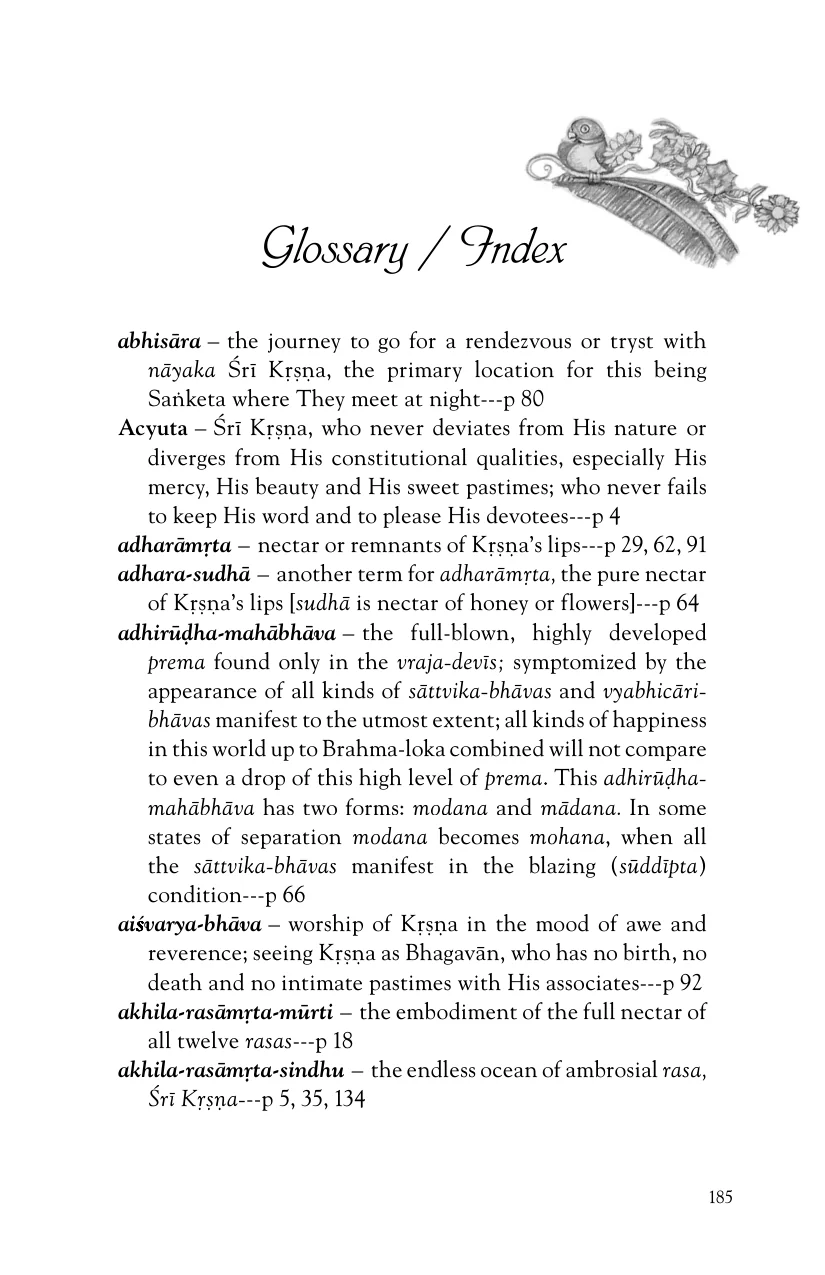 Glossary / Index
abhisāra – the journey to go for a rendezvous or tryst with
nāyaka Śrī Kṛṣṇa, the primary location for this being
Saṅketa where They meet at night---p 80
Acyuta – Śrī Kṛṣṇa, who never deviates from His nature or
diverges from His constitutional qualities, especially His
mercy, His beauty and His sweet pastimes; who never fails
to keep His word and to please His devotees---p 4
adharāmṛta – nectar or remnants of Kṛṣṇa’s lips---p 29, 62, 91
adhara-sudhā – another term for adharāmṛta, the pure nectar
of Kṛṣṇa’s lips [sudhā is nectar of honey or flowers]---p 64
adhirūḍha-mahābhāva – the full-blown, highly developed
prema found only in the vraja-devīs; symptomized by the
appearance of all kinds of sāttvika-bhāvas and vyabhicāri-
bhāvas manifest to the utmost extent; all kinds of happiness
in this world up to Brahma-loka combined will not compare
to even a drop of this high level of prema. This adhirūḍha-
mahābhāva has two forms: modana and mādana. In some
states of separation modana becomes mohana, when all
the sāttvika-bhāvas manifest in the blazing (sūddīpta)
condition---p 66
aiśvarya-bhāva – worship of Kṛṣṇa in the mood of awe and
reverence; seeing Kṛṣṇa as Bhagavān, who has no birth, no
death and no intimate pastimes with His associates---p 92
akhila-rasāmṛta-mūrti – the embodiment of the full nectar of
all twelve rasas---p 18
akhila-rasāmṛta-sindhu – the endless ocean of ambrosial rasa,
Śrī Kṛṣṇa---p 5, 35, 134
185